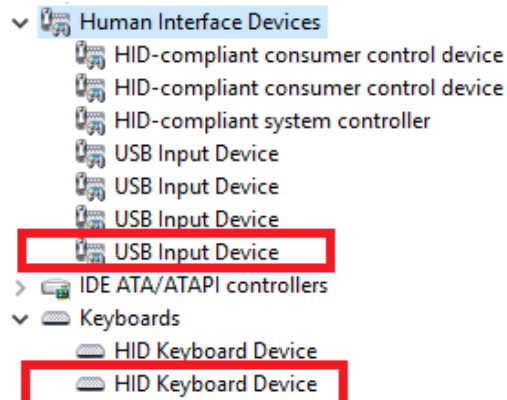 Human Interface Devices
HID-compliant consumer control device
HID-compliant consumer control device
HID-compliant system controller
USB Input Device
USB Input Device
USB Input Device
USB Input Device
IDE ATA/ATAPI controllers
Keyboards
HID Keyboard Device
HID Keyboard Device